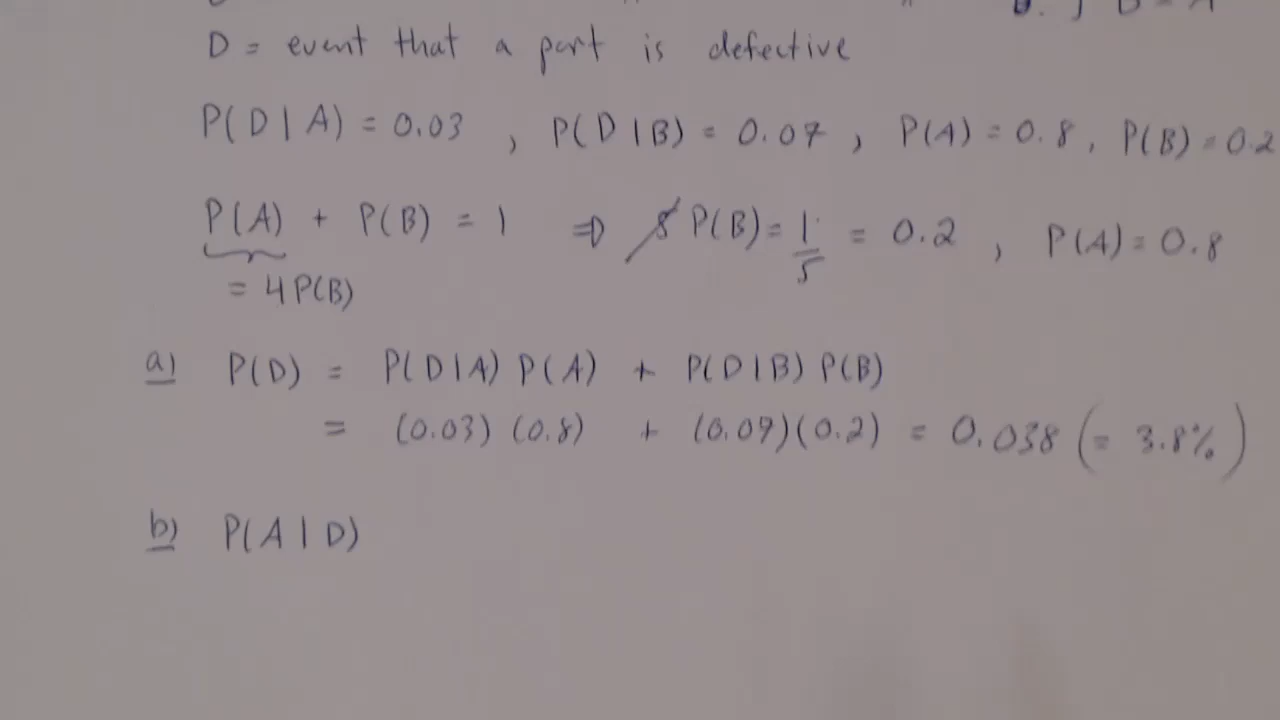 D = event that a part is defective
P(D|A) = 0.03 , P(D|B) = 0.07 , P(A) = 0.8 , P(B) = 0.2
P(A) + P(B) = 1 ⇒ 5 P(B) = 1/5 = 0.2 , P(A) = 0.8
= 4P(B)
a) P(D) = P(D|A) P(A) + P(D|B) P(B)
= (0.03) (0.8) + (0.07)(0.2) = 0.038 (= 3.8%)
b) P(A|D)